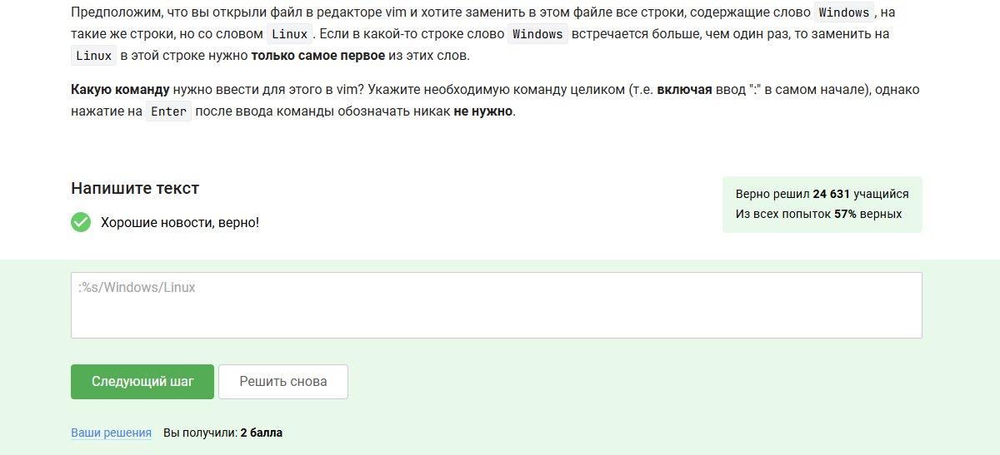 Предположим, что вы открыли файл в редакторе vim и хотите заменить в этом файле все строки, содержащие слово Windows, на
такие же строки, но со словом Linux. Если в какой-то строке слово Windows встречается больше, чем один раз, то заменить на
Linux в этой строке нужно только самое первое из этих слов.
Какую команду нужно ввести для этого в vim? Укажите необходимую команду целиком (т.е. включая ввод ":" в самом начале), однако
нажатие на Enter после ввода команды обозначать никак не нужно.
Напишите текст
Хорошие новости, верно!
Верно решил 24 631 учащийся
Из всех попыток 57% верных
:%s/Windows/Linux
Следующий шаг
Решить снова
Ваши решения
Вы получили: 2 балла